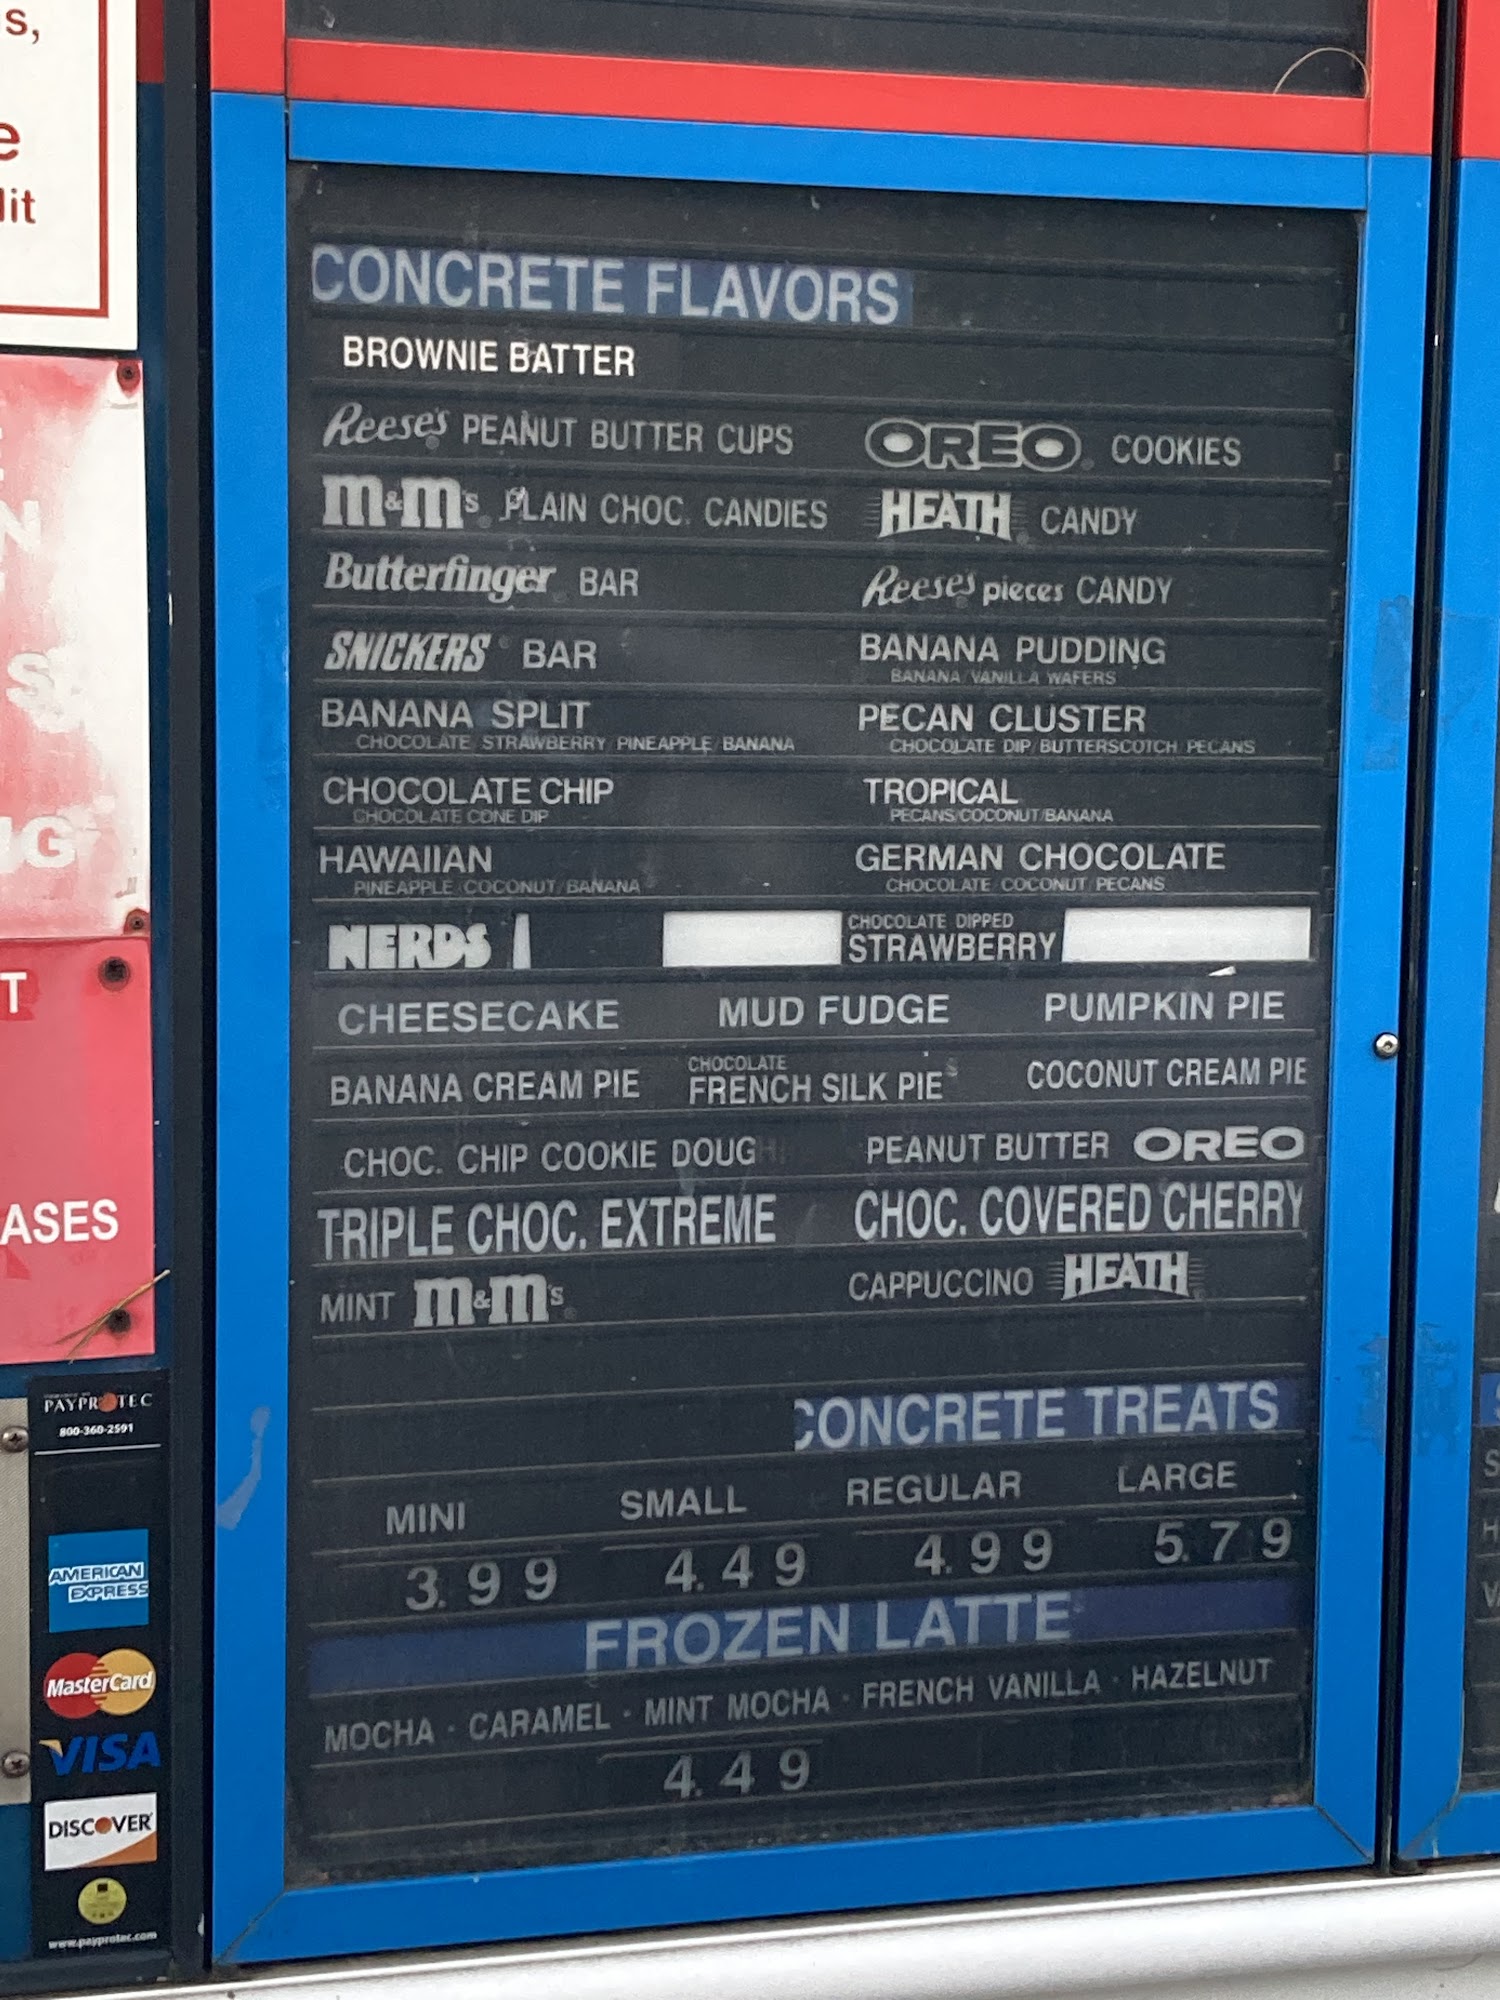 s,
e
dit
N
S
NG
T
ASES
PAYPROTEC
800-360-2591
AMERICAN EXPRESS
MasterCard
VISA
DISCOVER
www.payprotec.com
CONCRETE FLAVORS
BROWNIE BATTER
Reese's PEANUT BUTTER CUPS OREO COOKIES
m&m's PLAIN CHOC. CANDIES HEATH CANDY
Butterfinger BAR Reese's pieces CANDY
SNICKERS BAR BANANA PUDDING
BANANA/VANILLA WAFERS
BANANA SPLIT PECAN CLUSTER
CHOCOLATE STRAWBERRY PINEAPPLE BANANA CHOCOLATE DIP/BUTTERSCOTCH PECANS
CHOCOLATE CHIP TROPICAL
CHOCOLATE CONE DIP PECANS/COCONUT/BANANA
HAWAIIAN GERMAN CHOCOLATE
PINEAPPLE/COCONUT/BANANA CHOCOLATE COCONUT PECANS
NERDS CHOCOLATE DIPPED
STRAWBERRY
CHEESECAKE MUD FUDGE PUMPKIN PIE
BANANA CREAM PIE CHOCOLATE FRENCH SILK PIE COCONUT CREAM PIE
CHOC. CHIP COOKIE DOUG PEANUT BUTTER OREO
TRIPLE CHOC. EXTREME CHOC. COVERED CHERRY
MINT m&m's CAPPUCCINO HEATH
CONCRETE TREATS
MINI SMALL REGULAR LARGE
3.99 4.49 4.99 5.79
FROZEN LATTE
MOCHA · CARAMEL · MINT MOCHA · FRENCH VANILLA · HAZELNUT
4.49